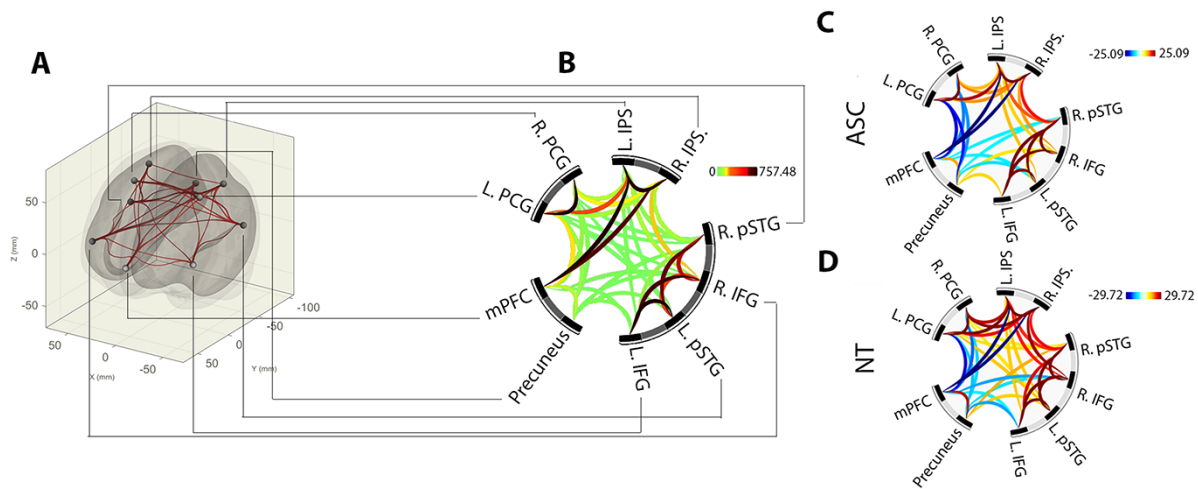 A
50
0
-50
Z (mm)
50
0
-50
X (mm)
50
0
-50
-100
Y (mm)
B
R. PCG
L. IPS
R. IPS.
0
757.48
L. PCG
R. pSTG
mPFC
R. IFG
Precuneus
L. IFG
L. pSTG
C
ASC
R. PCG
L. IPS
R. IPS.
-25.09
25.09
L. PCG
R. pSTG
mPFC
R. IFG
Precuneus
L. IFG
L. pSTG
D
NT
R. PCG
L. IPS
R. IPS.
-29.72
29.72
L. PCG
R. pSTG
mPFC
R. IFG
Precuneus
L. IFG
L. pSTG